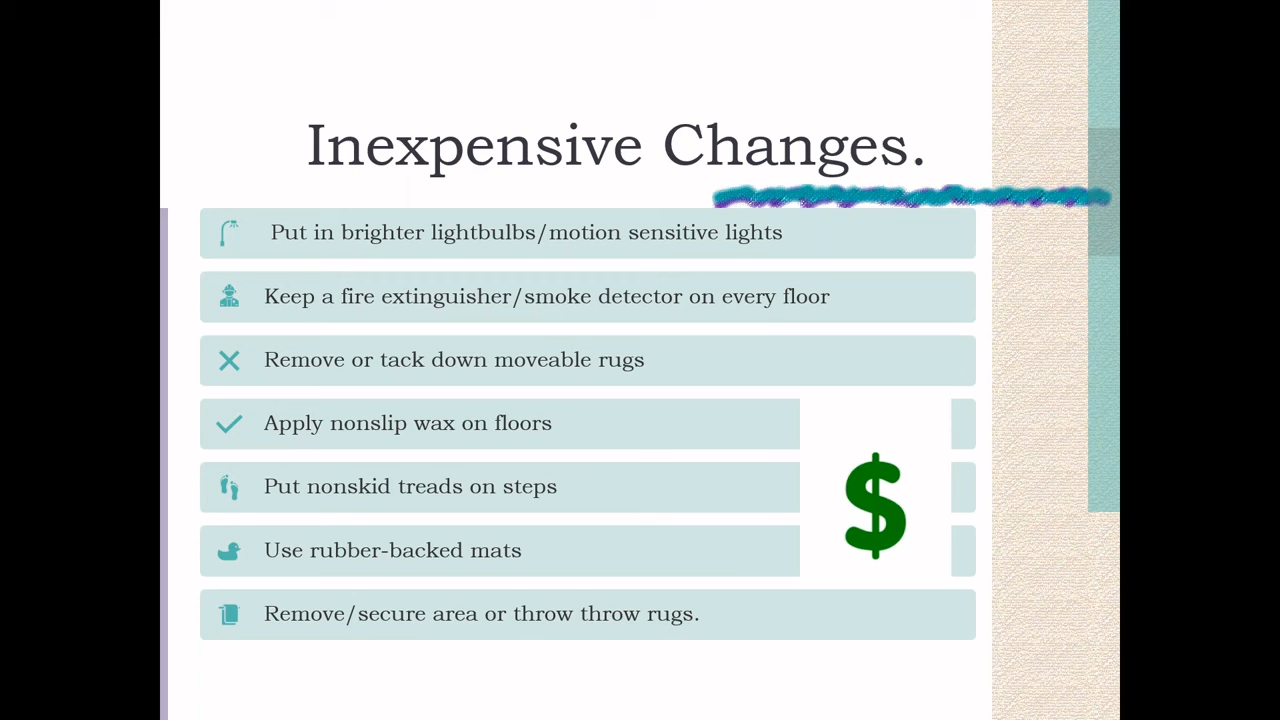 Inexpensive Changes.
Put in brighter lightbulbs/motion sensitive lights
Keep a fire extinguisher/smoke detector on every floor
Remove or tack down moveable rugs
Apply nonslip wax on floors
Put nonskid treads on steps
$
Use rubber-backed mats
Remove/secure area or throw throw rugs.